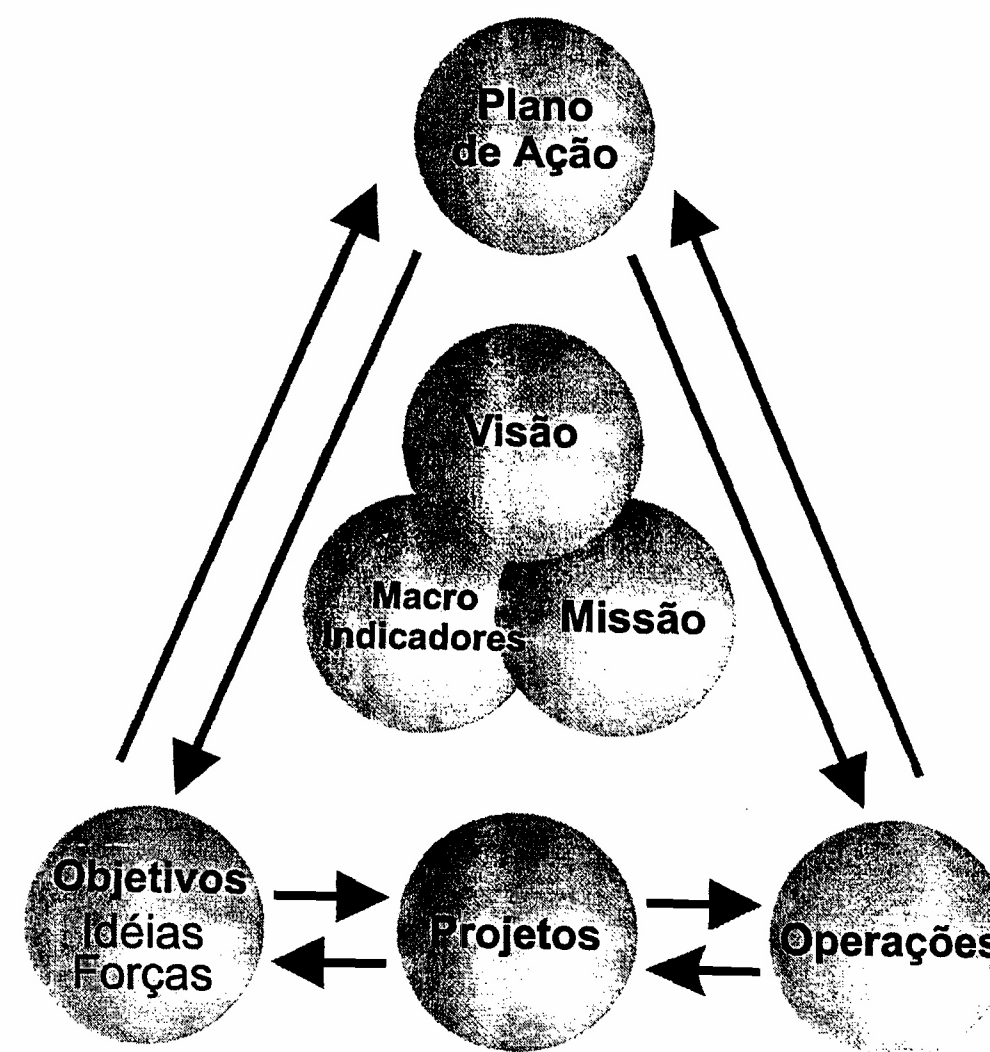 Plano
de Ação
Visão
Macro
Indicadores
Missão
Objetivos
Idéias
Forças
Projetos
Operações